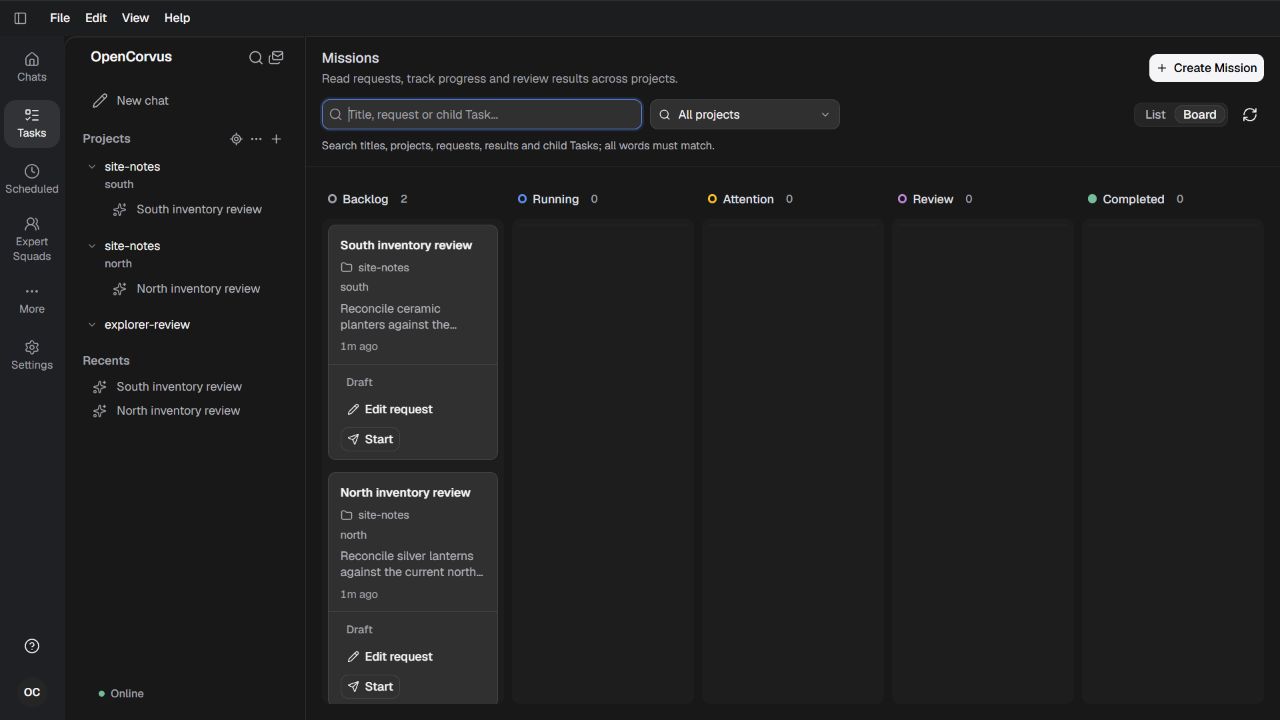 File Edit View Help
Chats
Tasks
Scheduled
Expert
Squads
More
Settings
OC
OpenCorvus
New chat
Projects
site-notes
south
South inventory review
site-notes
north
North inventory review
explorer-review
Recents
South inventory review
North inventory review
Online
Missions
Read requests, track progress and review results across projects.
Create Mission
Title, request or child Task...
All projects
List Board
Search titles, projects, requests, results and child Tasks; all words must match.
Backlog 2
Running 0
Attention 0
Review 0
Completed 0
South inventory review
site-notes
south
Reconcile ceramic
planters against the...
1m ago
Draft
Edit request
Start
North inventory review
site-notes
north
Reconcile silver lanterns
against the current north...
1m ago
Draft
Edit request
Start